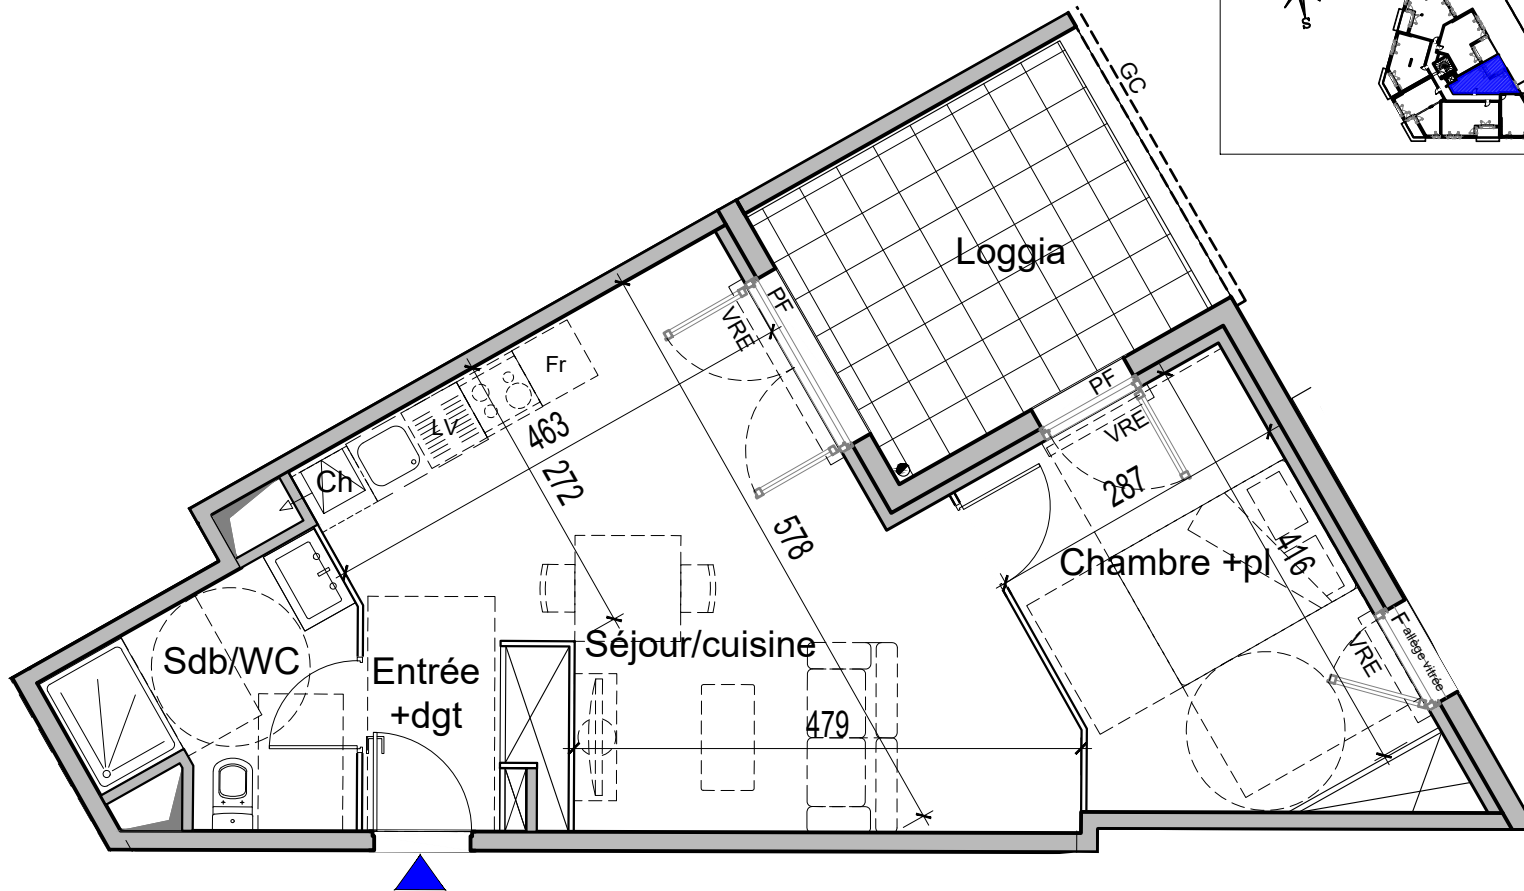 S
GC
Loggia
PF
VRE
Fr
LV
463
272
Ch
PF
VRE
287
578
416
Chambre +pl
Séjour/cuisine
Sdb/WC
Entrée
+dgt
F allège vitrée
VRE
479